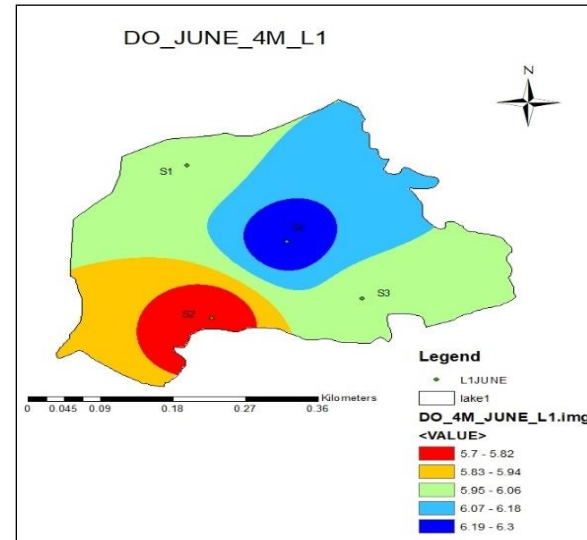 DO_JUNE_4M_L1
N
S1
S3
S2
Legend
L1JUNE
lake1
DO_4M_JUNE_L1.img
<VALUE>
5.7 - 5.82
5.83 - 5.94
5.95 - 6.06
6.07 - 6.18
6.19 - 6.3
Kilometers
0 0.045 0.09 0.18 0.27 0.36